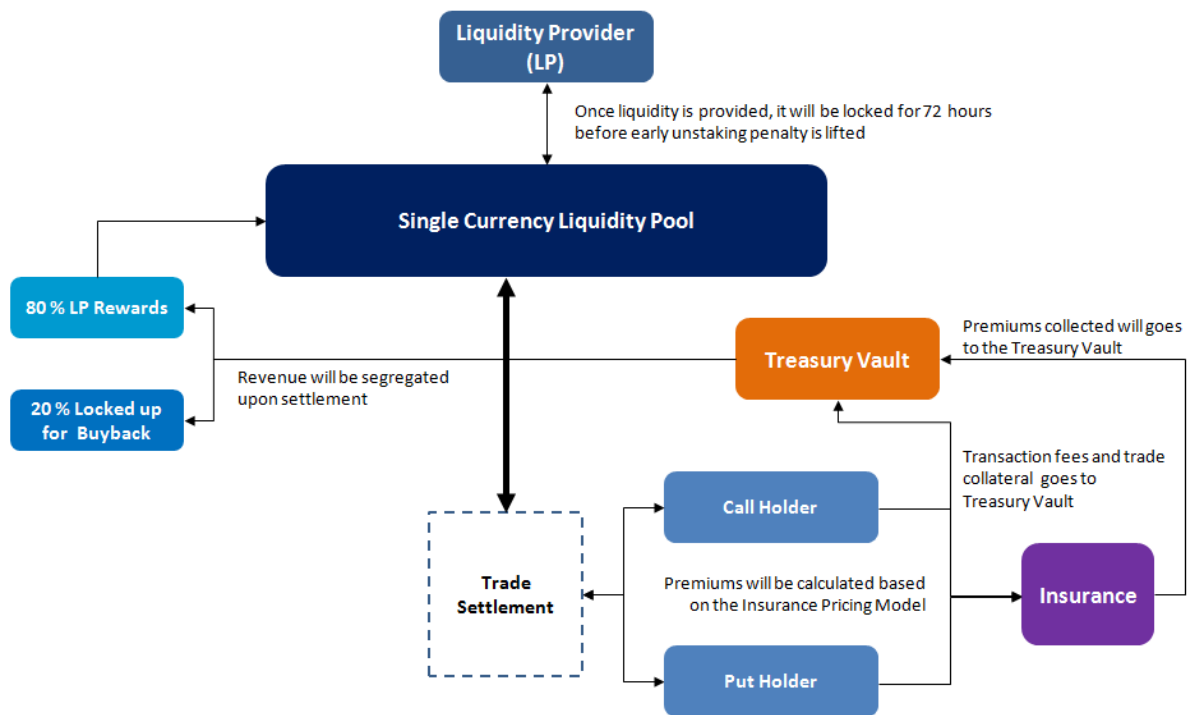 Liquidity Provider
(LP)
Once liquidity is provided, it will be locked for 72 hours
before early unstaking penalty is lifted
Single Currency Liquidity Pool
80 % LP Rewards
20 % Locked up
for Buyback
Revenue will be segregated
upon settlement
Treasury Vault
Premiums collected will goes
to the Treasury Vault
Transaction fees and trade
collateral goes to
Treasury Vault
Call Holder
Trade
Settlement
Premiums will be calculated based
on the Insurance Pricing Model
Insurance
Put Holder